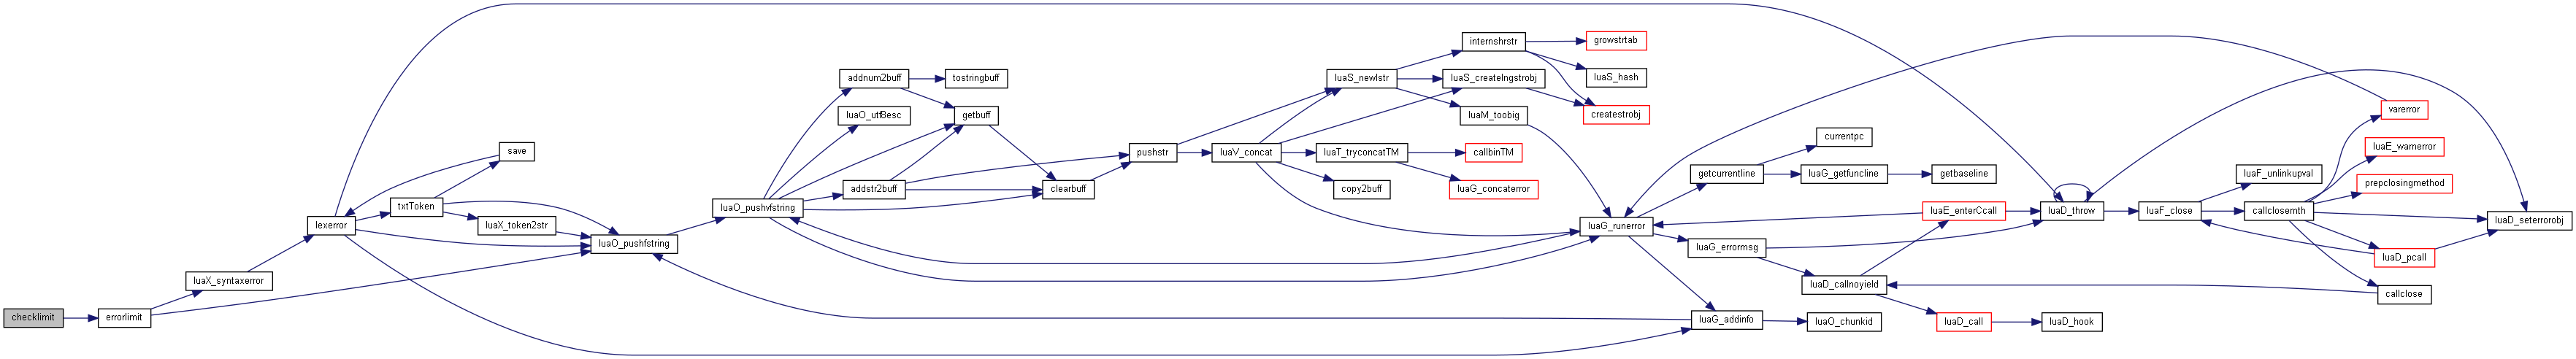 checklimit
errorlimit
luaX_syntaxerror
lexerror
txtToken
save
luaX_token2str
luaO_pushfstring
luaO_pushvfstring
addnum2buff
tostringbuff
luaO_utf8esc
getbuff
addstr2buff
clearbuff
pushstr
luaV_concat
luaS_newlstr
internshrstr
growstrtab
luaS_hash
luaS_createlngstrobj
createstrobj
luaM_toobig
luaT_tryconcatTM
callbinTM
luaG_concaterror
copy2buff
luaG_runerror
getcurrentline
currentpc
luaG_getfuncline
getbaseline
luaG_errormsg
luaD_callnoyield
luaE_enterCcall
luaD_call
luaD_hook
luaG_addinfo
luaO_chunkid
luaD_throw
luaF_close
luaF_unlinkupval
callclosemth
varerror
luaE_warnerror
prepclosingmethod
luaD_seterrorobj
luaD_pcall
callclose